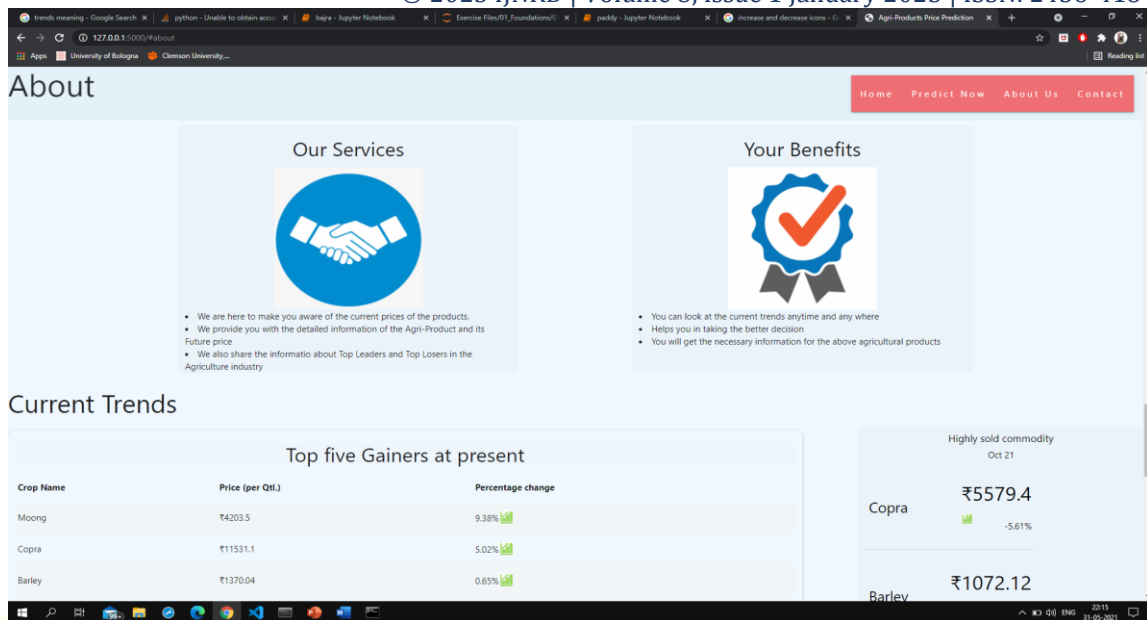 © 2023 IJNRD | Volume 8, Issue 1 January 2023 | ISSN: 2456-418
trends meaning - Google Search
python - Unable to obtain accur
bajra - Jupyter Notebook
Exercise Files/01_Foundations/0
paddy - Jupyter Notebook
increase and decrease icons - G
Agri-Products Price Prediction
127.0.0.1:5000/#about
Apps
University of Bologna
Clemson University,...
Reading list
About
Home Predict Now About Us Contact
Our Services
We are here to make you aware of the current prices of the products.
We provide you with the detailed information of the Agri-Product and its
Future price
We also share the informatio about Top Leaders and Top Losers in the
Agriculture industry
Your Benefits
You can look at the current trends anytime and any where
Helps you in taking the better decision
You will get the necessary information for the above agricultural products
Current Trends
Top five Gainers at present
Crop Name Price (per Qtl.) Percentage change
Moong ₹4203.5 9.38%
Copra ₹11531.1 5.02%
Barley ₹1370.04 0.65%
Highly sold commodity
Oct 21
Copra
₹5579.4
-5.61%
Barley
₹1072.12
99+
ENG
22:15
31-05-2021